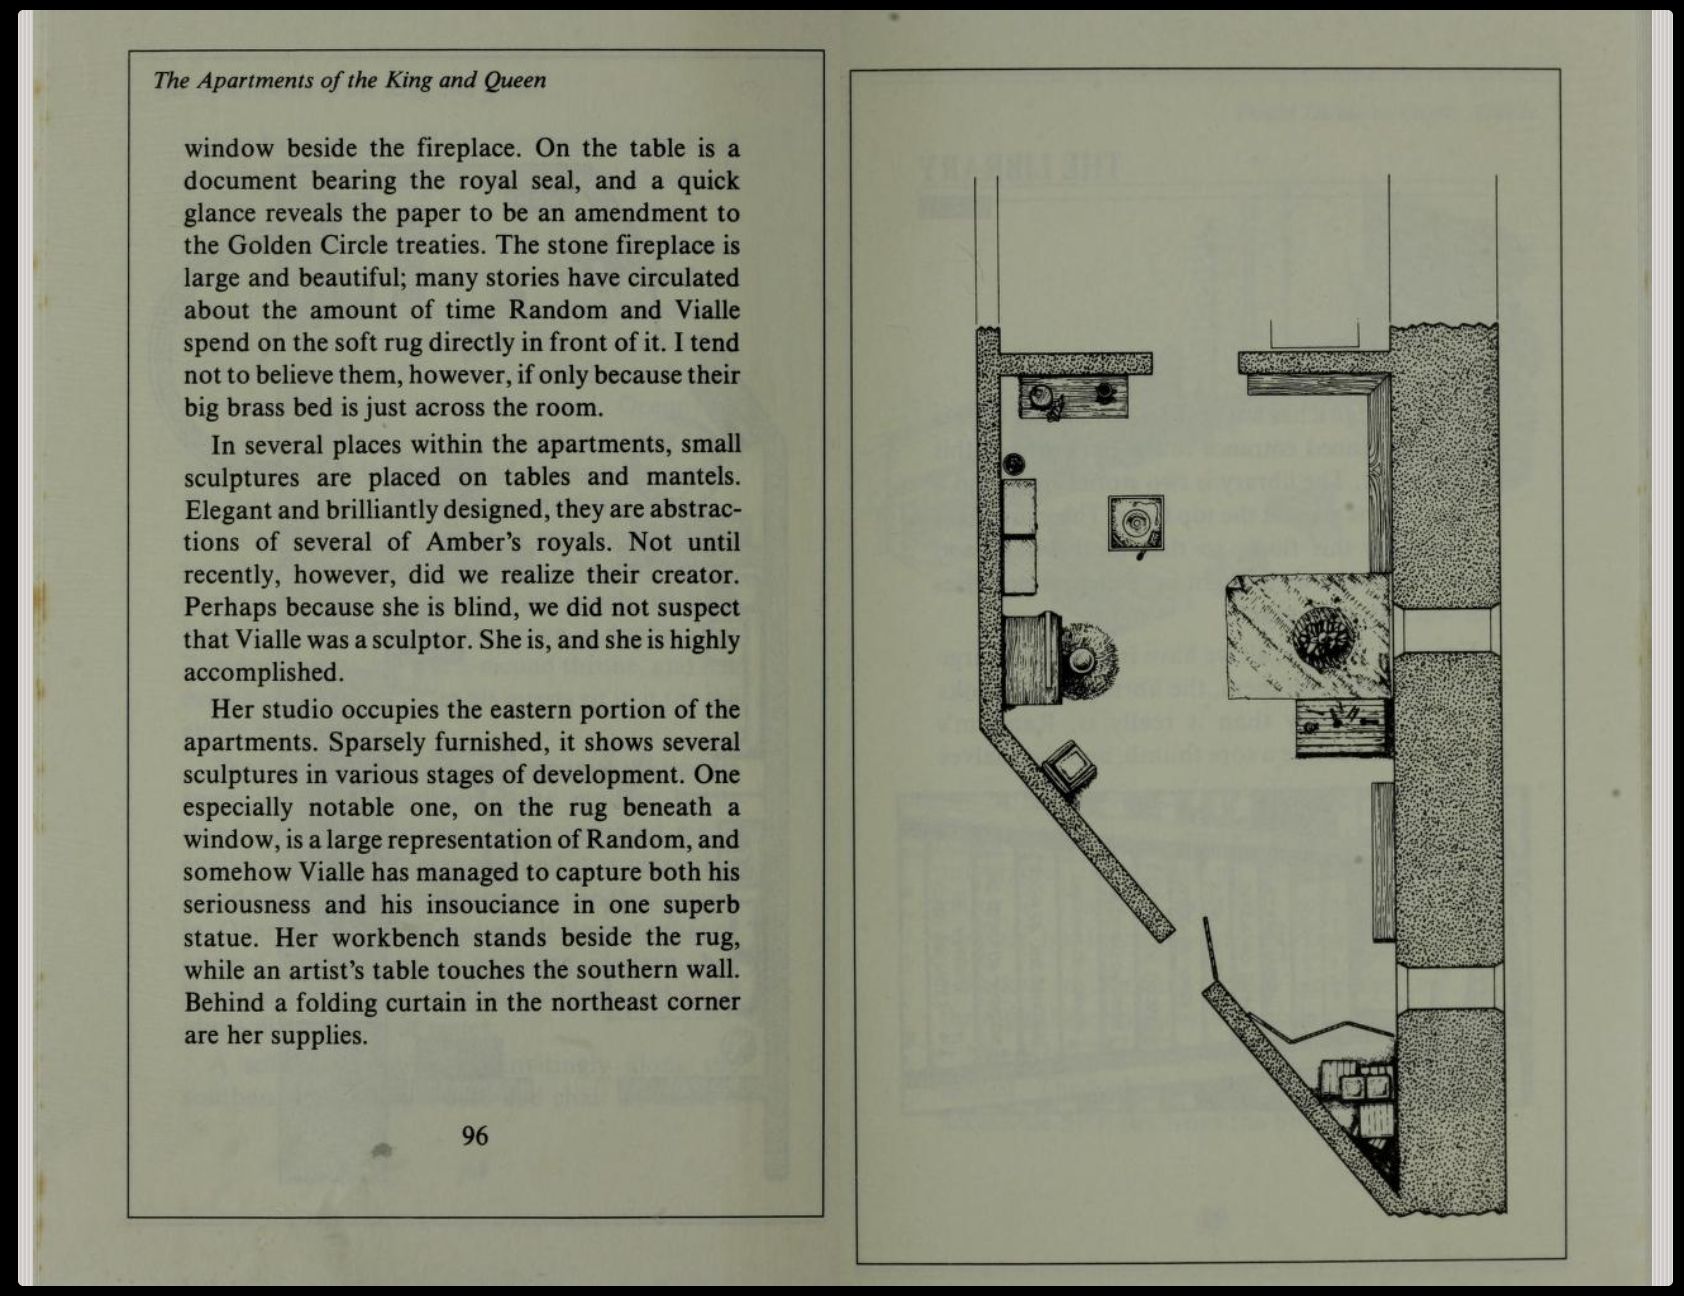 The Apartments of the King and Queen
window beside the fireplace. On the table is a
document bearing the royal seal, and a quick
glance reveals the paper to be an amendment to
the Golden Circle treaties. The stone fireplace is
large and beautiful; many stories have circulated
about the amount of time Random and Vialle
spend on the soft rug directly in front of it. I tend
not to believe them, however, if only because their
big brass bed is just across the room.
In several places within the apartments, small
sculptures are placed on tables and mantels.
Elegant and brilliantly designed, they are abstrac-
tions of several of Amber's royals. Not until
recently, however, did we realize their creator.
Perhaps because she is blind, we did not suspect
that Vialle was a sculptor. She is, and she is highly
accomplished.
Her studio occupies the eastern portion of the
apartments. Sparsely furnished, it shows several
sculptures in various stages of development. One
especially notable one, on the rug beneath a
window, is a large representation of Random, and
somehow Vialle has managed to capture both his
seriousness and his insouciance in one superb
statue. Her workbench stands beside the rug,
while an artist's table touches the southern wall.
Behind a folding curtain in the northeast corner
are her supplies.
96
THE LIBRARY